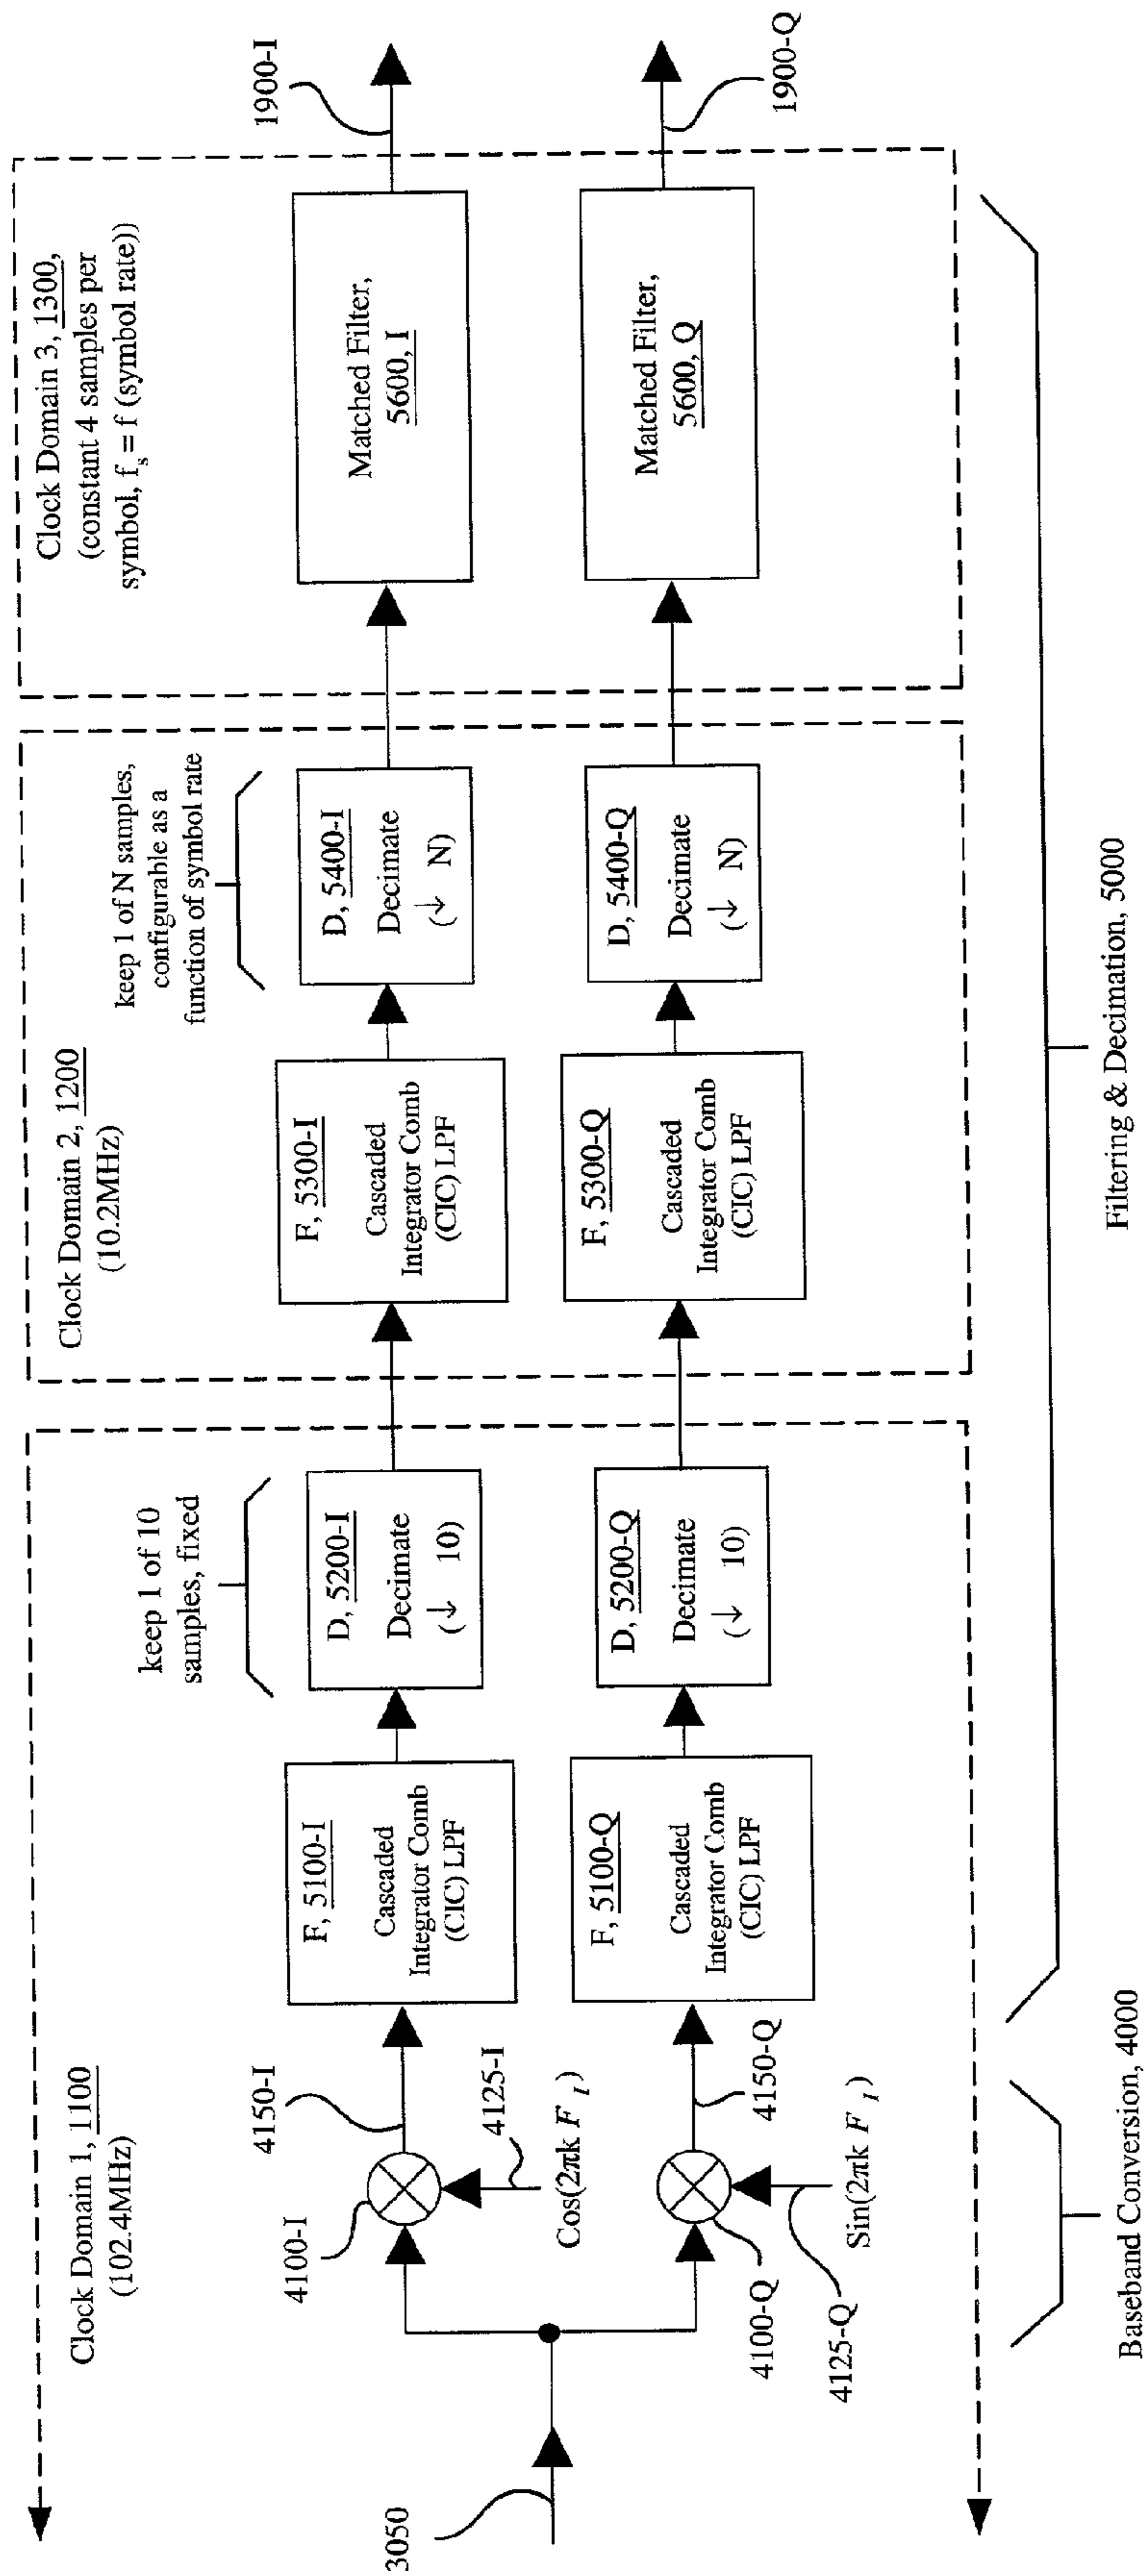 Clock Domain 1, 1100
(102.4MHz)
Clock Domain 2, 1200
(10.2MHz)
Clock Domain 3, 1300,
(constant 4 samples per
symbol, f_s = f (symbol rate))
keep 1 of 10
samples, fixed
keep 1 of N samples,
configurable as a
function of symbol rate
3050
4100-I
4150-I
4125-I
Cos(2πk F_I)
F, 5100-I
Cascaded
Integrator Comb
(CIC) LPF
D, 5200-I
Decimate
(↓ 10)
F, 5300-I
Cascaded
Integrator Comb
(CIC) LPF
D, 5400-I
Decimate
(↓ N)
Matched Filter,
5600, I
1900-I
4100-Q
4125-Q
4150-Q
Sin(2πk F_I)
F, 5100-Q
Cascaded
Integrator Comb
(CIC) LPF
D, 5200-Q
Decimate
(↓ 10)
F, 5300-Q
Cascaded
Integrator Comb
(CIC) LPF
D, 5400-Q
Decimate
(↓ N)
Matched Filter,
5600, Q
1900-Q
Baseband Conversion, 4000
Filtering & Decimation, 5000